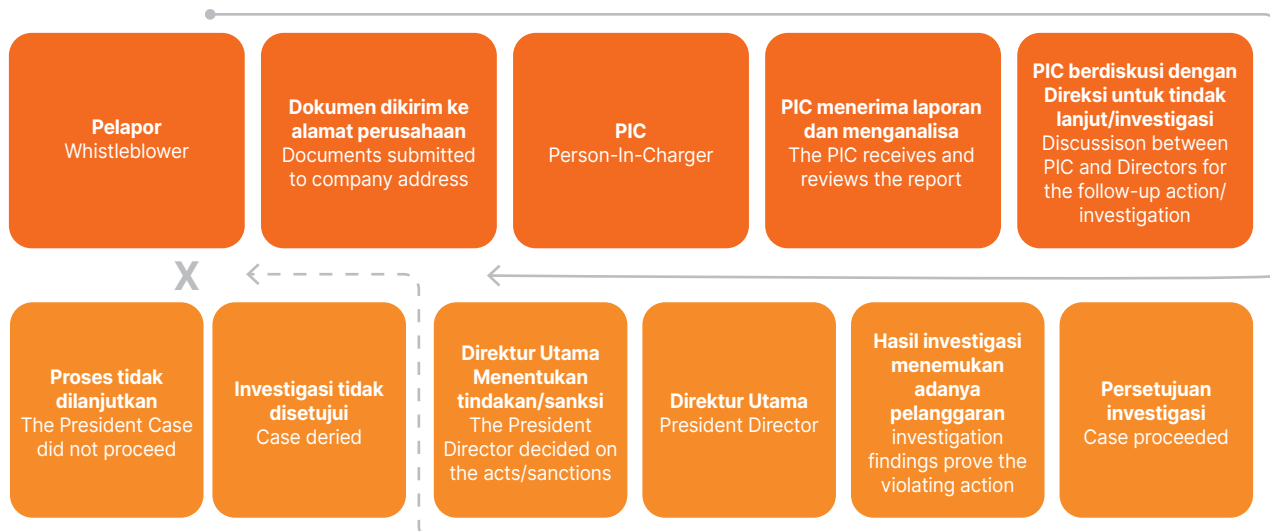 Pelapor
Whistleblower
Dokumen dikirim ke
alamat perusahaan
Documents submitted
to company address
PIC
Person-In-Charger
PIC menerima laporan
dan menganalisa
The PIC receives and
reviews the report
PIC berdiskusi dengan
Direksi untuk tindak
lanjut/investigasi
Discussison between
PIC and Directors for
the follow-up action/
investigation
X
Proses tidak
dilanjutkan
The President Case
did not proceed
Investigasi tidak
disetujui
Case deried
Direktur Utama
Menentukan
tindakan/sanksi
The President
Director decided on
the acts/sanctions
Direktur Utama
President Director
Hasil investigasi
menemukan
adanya
pelanggaran
investigation
findings prove the
violating action
Persetujuan
investigasi
Case proceeded